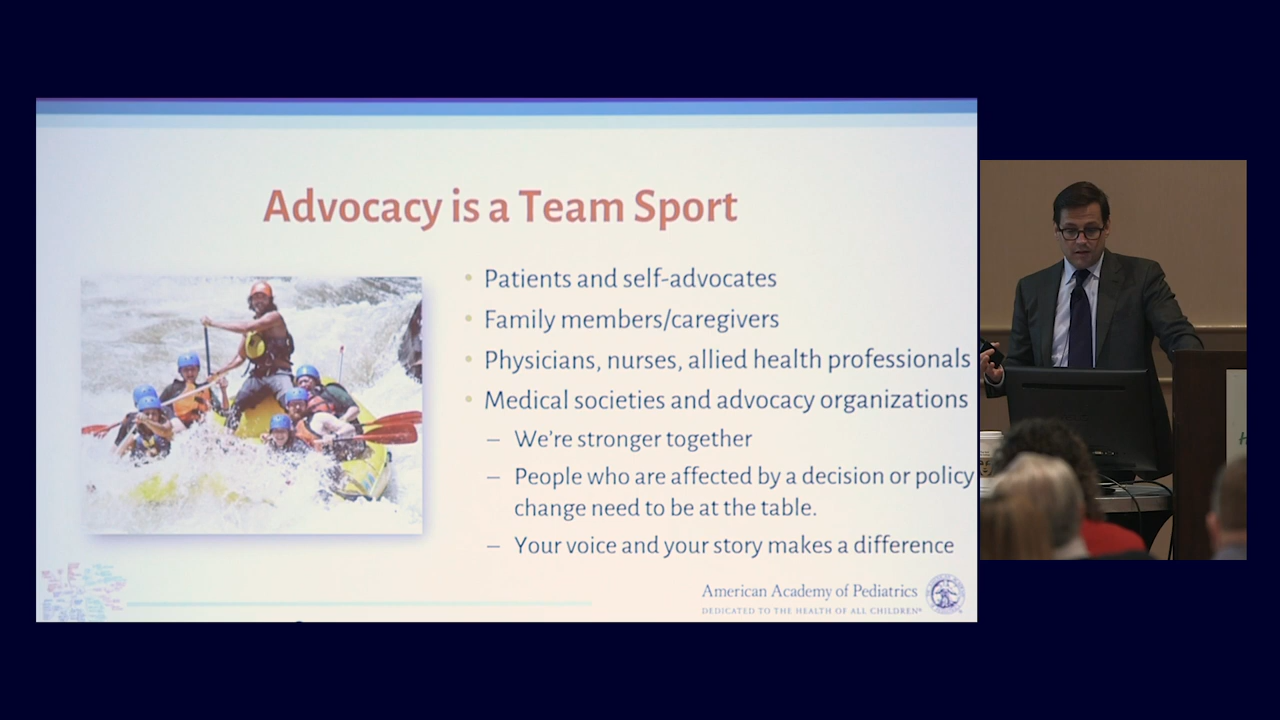 Advocacy is a Team Sport
• Patients and self-advocates
• Family members/caregivers
• Physicians, nurses, allied health professionals
• Medical societies and advocacy organizations
– We're stronger together
– People who are affected by a decision or policy
change need to be at the table.
– Your voice and your story makes a difference
American Academy of Pediatrics
DEDICATED TO THE HEALTH OF ALL CHILDREN®